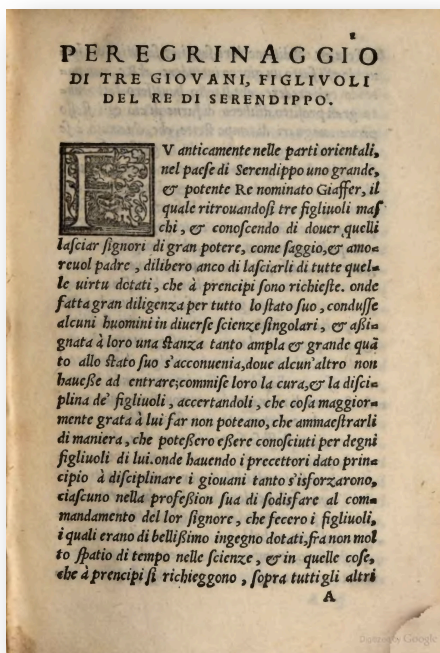 PEREGRINAGGIO
DI TRE GIOVANI, FIGLIVOLI
DEL RE DI SERENDIPPO.
FV anticamente nelle parti orientali,
nel paese di Serendippo uno grande,
& potente Re nominato Giaffer, il
quale ritrouandosi tre figliuoli mas
chi, & conoscendo di douer quelli
lasciar signori di gran potere, come saggio, & amo=
reuol padre, dilibero anco di lasciarli di tutte quel=
le uirtu dotati, che à prencipi sono richieste. onde
fatta gran diligenza per tutto lo stato suo, condusse
alcuni huomini in diuerse scienze singolari, & aßi=
gnata à loro una stanza tanto ampla & grande quā
to allo stato suo s'acconuenia, doue alcun'altro non
haueße ad entrare; commise loro la cura, & la disci=
plina de' figliuoli, accertandoli, che cosa maggior=
mente grata à lui far non poteano, che ammaestrarli
di maniera, che poteßero eßere conosciuti per degni
figliuoli di lui. onde hauendo i precettori dato prin=
cipio à disciplinare i giouani tanto s'isforzarono,
ciascuno nella profeßion sua di sodisfare al com=
mandamento del lor signore, che fecero i figliuoli,
i quali erano di bellißimo ingegno dotati, fra non mol
to spatio di tempo nelle scienze, & in quelle cose,
che à prencipi si richieggono, sopra tutti gli altri
A
Digitized by Google